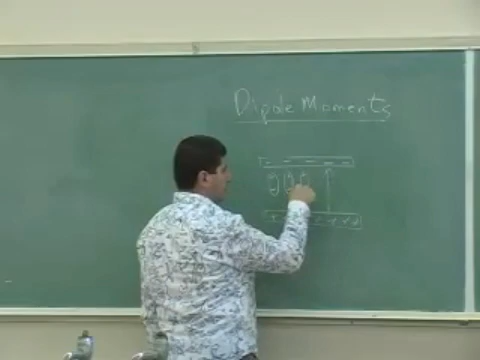 Dipole Moments
- - - - -
+ + + + +